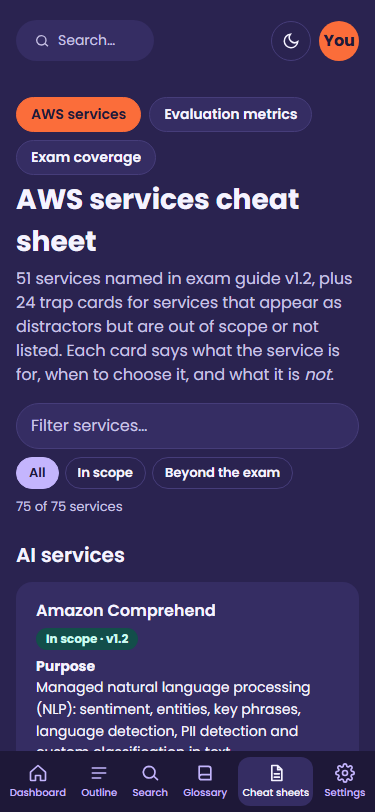 Search...
You
AWS services
Evaluation metrics
Exam coverage
AWS services cheat
sheet
51 services named in exam guide v1.2, plus
24 trap cards for services that appear as
distractors but are out of scope or not
listed. Each card says what the service is
for, when to choose it, and what it is not.
Filter services...
All
In scope
Beyond the exam
75 of 75 services
AI services
Amazon Comprehend
In scope · v1.2
Purpose
Managed natural language processing
(NLP): sentiment, entities, key phrases,
language detection, PII detection and
custom classification in text
Dashboard
Outline
Search
Glossary
Cheat sheets
Settings